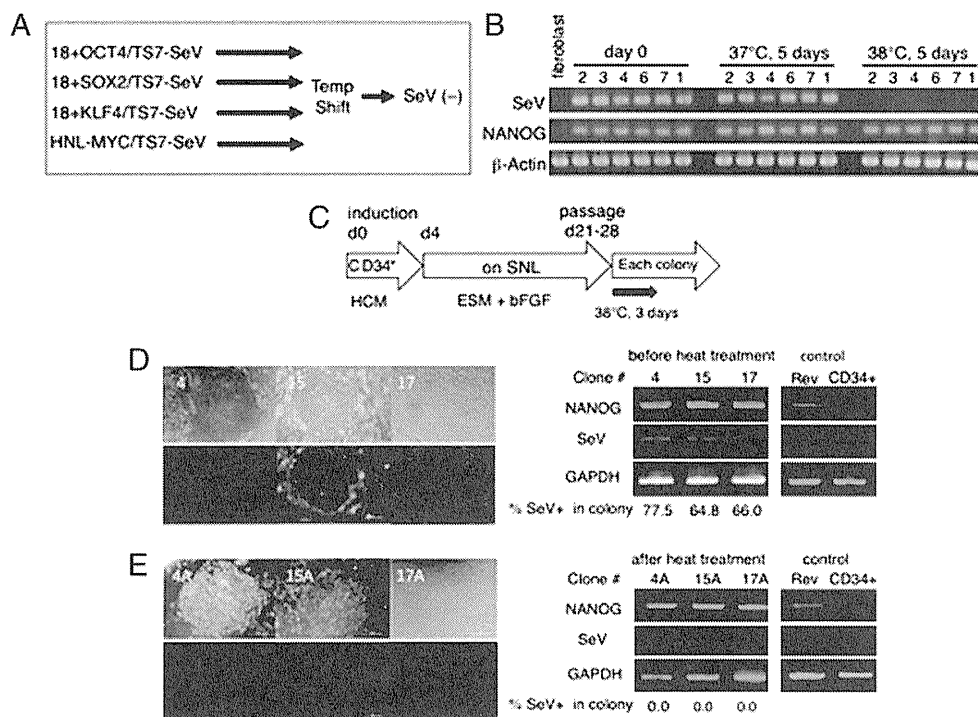 A
18+OCT4/TS7-SeV
18+SOX2/TS7-SeV
18+KLF4/TS7-SeV
HNL-MYC/TS7-SeV
Temp
Shift
SeV (–)
B
fibroblast
day 0
37°C, 5 days
38°C, 5 days
2 3 4 6 7 1 2 3 4 6 7 1 2 3 4 6 7 1
SeV
NANOG
β-Actin
C
induction
d0
d4
passage
d21-28
CD34+
on SNL
Each colony
HCM
ESM + bFGF
38°C, 3 days
D
4 15 17
before heat treatment
control
Clone # 4 15 17
Rev CD34+
NANOG
SeV
GAPDH
% SeV+ in colony 77.5 64.8 66.0
E
4A 15A 17A
after heat treatment
control
Clone # 4A 15A 17A
Rev CD34+
NANOG
SeV
GAPDH
% SeV+ in colony 0.0 0.0 0.0